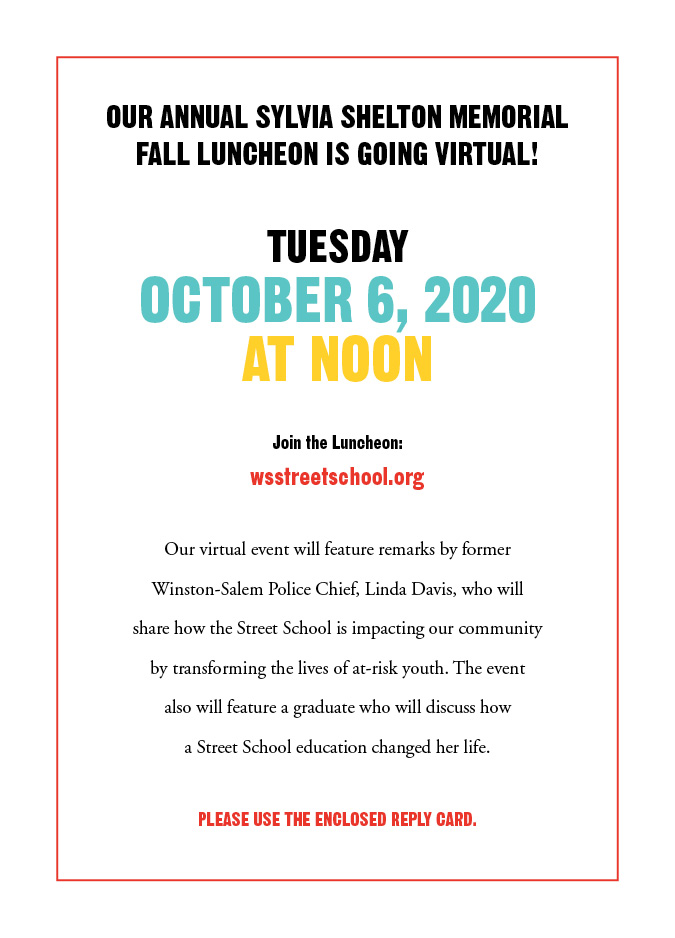 OUR ANNUAL SYLVIA SHELTON MEMORIAL
FALL LUNCHEON IS GOING VIRTUAL!
TUESDAY
OCTOBER 6, 2020
AT NOON
Join the Luncheon:
wsstreetschool.org
Our virtual event will feature remarks by former
Winston-Salem Police Chief, Linda Davis, who will
share how the Street School is impacting our community
by transforming the lives of at-risk youth. The event
also will feature a graduate who will discuss how
a Street School education changed her life.
PLEASE USE THE ENCLOSED REPLY CARD.